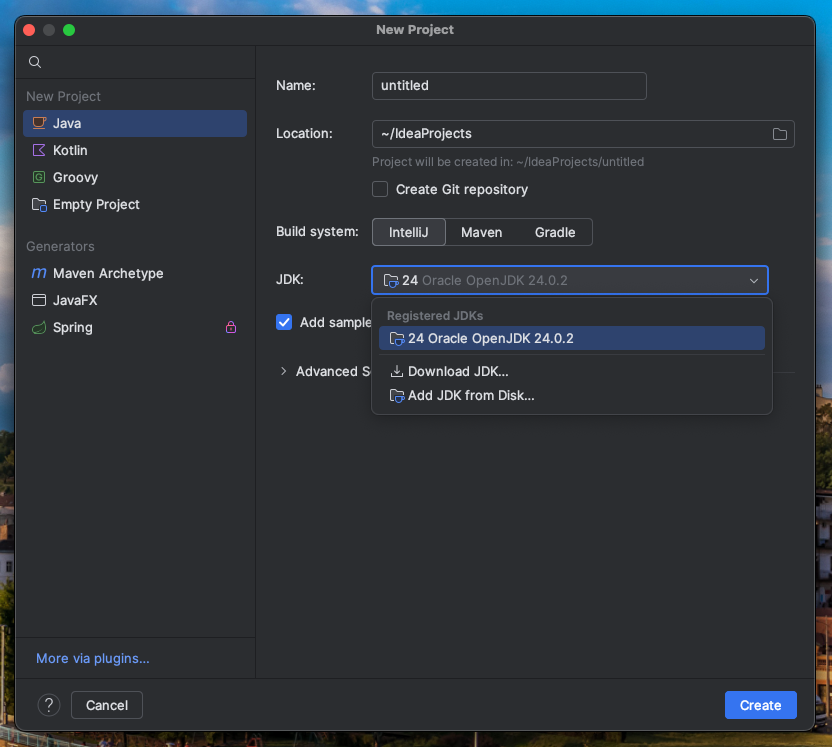 New Project
New Project
Java
Kotlin
Groovy
Empty Project
Generators
Maven Archetype
JavaFX
Spring
More via plugins...
Name:
untitled
Location:
~/IdeaProjects
Project will be created in: ~/IdeaProjects/untitled
Create Git repository
Build system:
IntelliJ Maven Gradle
JDK:
24 Oracle OpenJDK 24.0.2
Registered JDKs
24 Oracle OpenJDK 24.0.2
Download JDK...
Add JDK from Disk...
Add sample
Advanced S
? Cancel Create